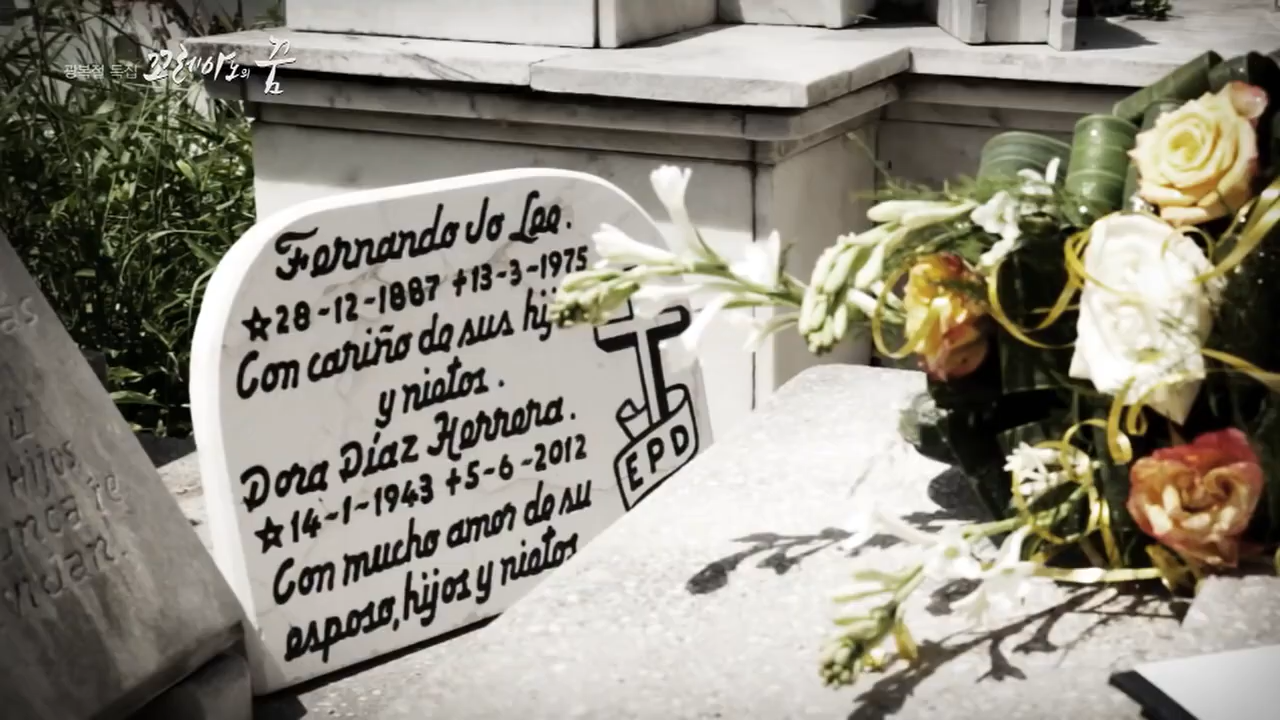 광복절 특집 꼬레아노의 꿈
Fernando Jo Lee.
☆28-12-1887 +13-3-1975
Con cariño de sus hij
y nietos.
Dora Díaz Herrera.
☆14-1-1943 +5-6-2012
Con mucho amor de su
esposo, hijos y nietos
EPD
Hijos